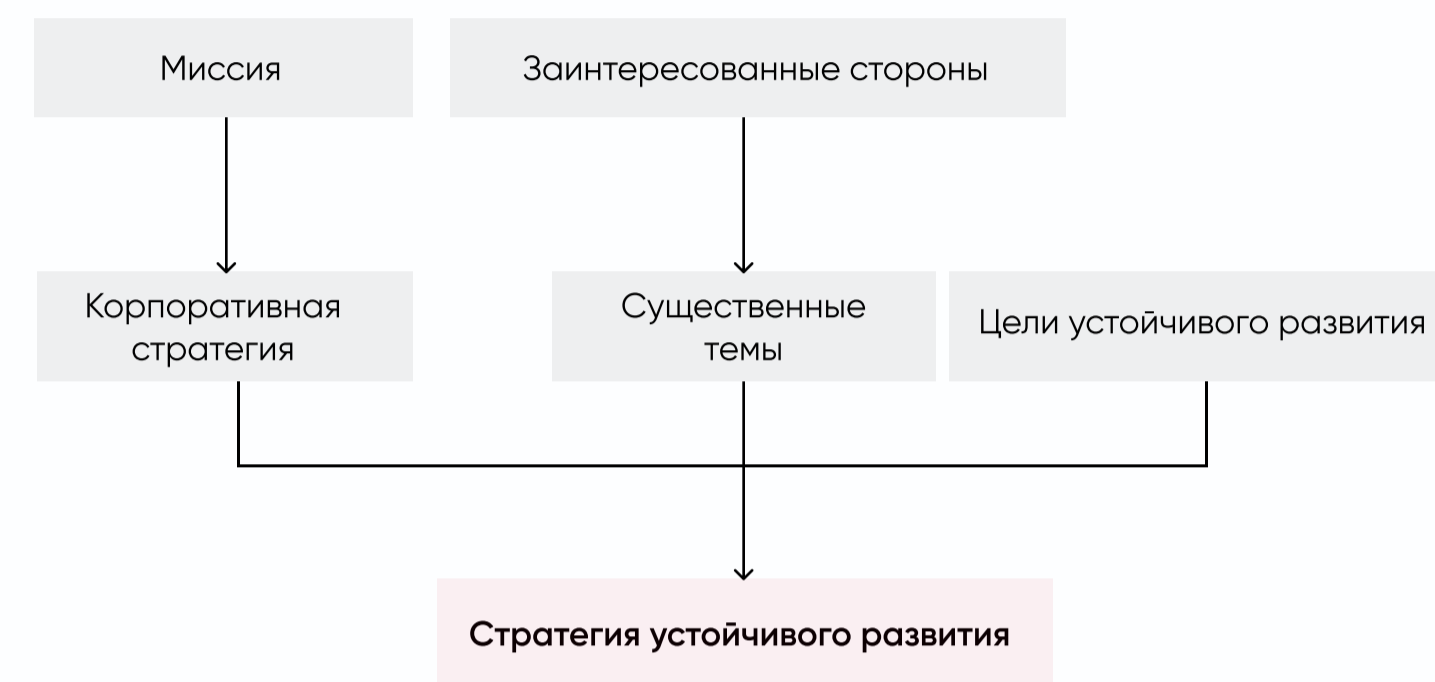 Миссия
Заинтересованные стороны
Корпоративная
стратегия
Существенные
темы
Цели устойчивого развития
Стратегия устойчивого развития